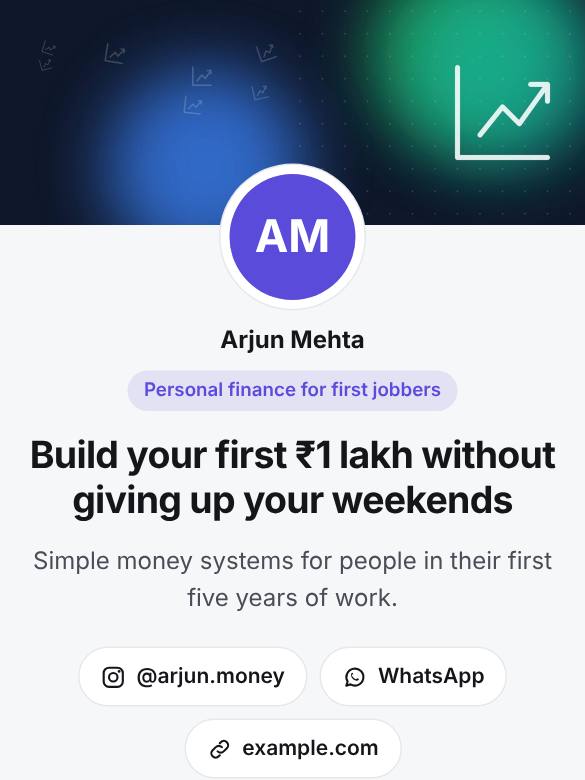 AM
Arjun Mehta
Personal finance for first jobbers
Build your first ₹1 lakh without
giving up your weekends
Simple money systems for people in their first
five years of work.
@arjun.money
WhatsApp
example.com